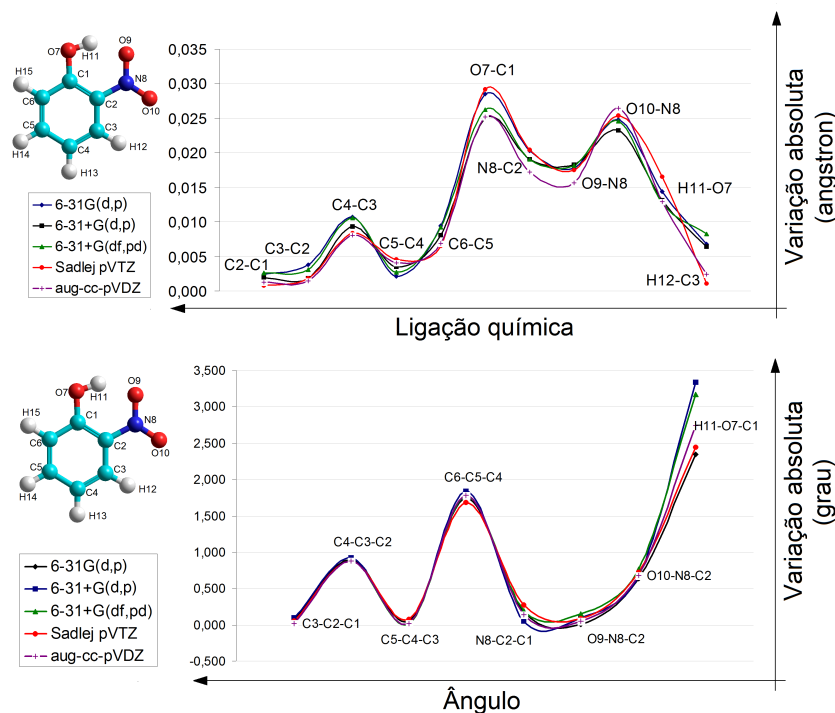 O9
O7
H11
H15
C1
N8
C6
C2
O10
C5
C3
C4
H14
H12
H13
6-31G(d,p)
6-31+G(d,p)
6-31+G(df,pd)
Sadlej pVTZ
aug-cc-pVDZ
0,035
0,030
0,025
0,020
0,015
0,010
0,005
0,000
C2-C1
C3-C2
C4-C3
C5-C4
C6-C5
O7-C1
N8-C2
O9-N8
O10-N8
H11-O7
H12-C3
Ligação química
Variação absoluta
(angstron)
O9
O7
H11
H15
C1
N8
C6
C2
O10
C5
C3
C4
H14
H12
H13
6-31G(d,p)
6-31+G(d,p)
6-31+G(df,pd)
Sadlej pVTZ
aug-cc-pVDZ
3,500
3,000
2,500
2,000
1,500
1,000
0,500
0,000
-0,500
C3-C2-C1
C4-C3-C2
C5-C4-C3
C6-C5-C4
N8-C2-C1
O9-N8-C2
O10-N8-C2
H11-O7-C1
Ângulo
Variação absoluta
(grau)